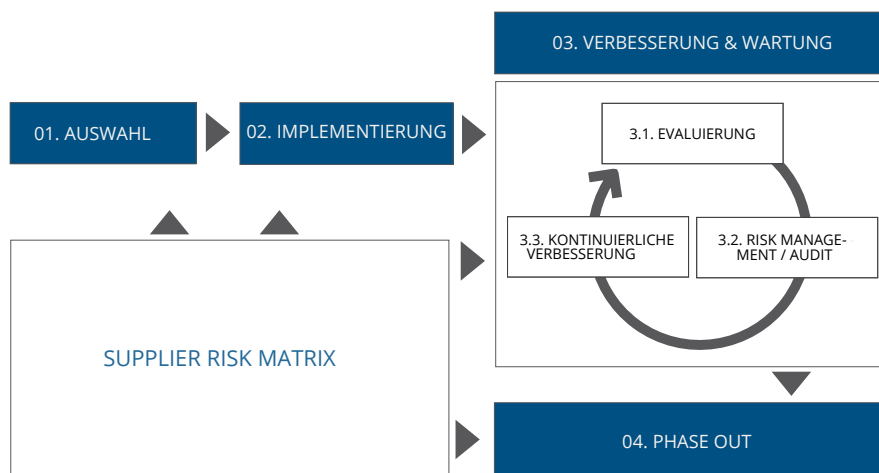 03. VERBESSERUNG & WARTUNG
01. AUSWAHL
02. IMPLEMENTIERUNG
3.1. EVALUIERUNG
3.3. KONTINUIERLICHE
VERBESSERUNG
3.2. RISK MANAGE-
MENT / AUDIT
SUPPLIER RISK MATRIX
04. PHASE OUT